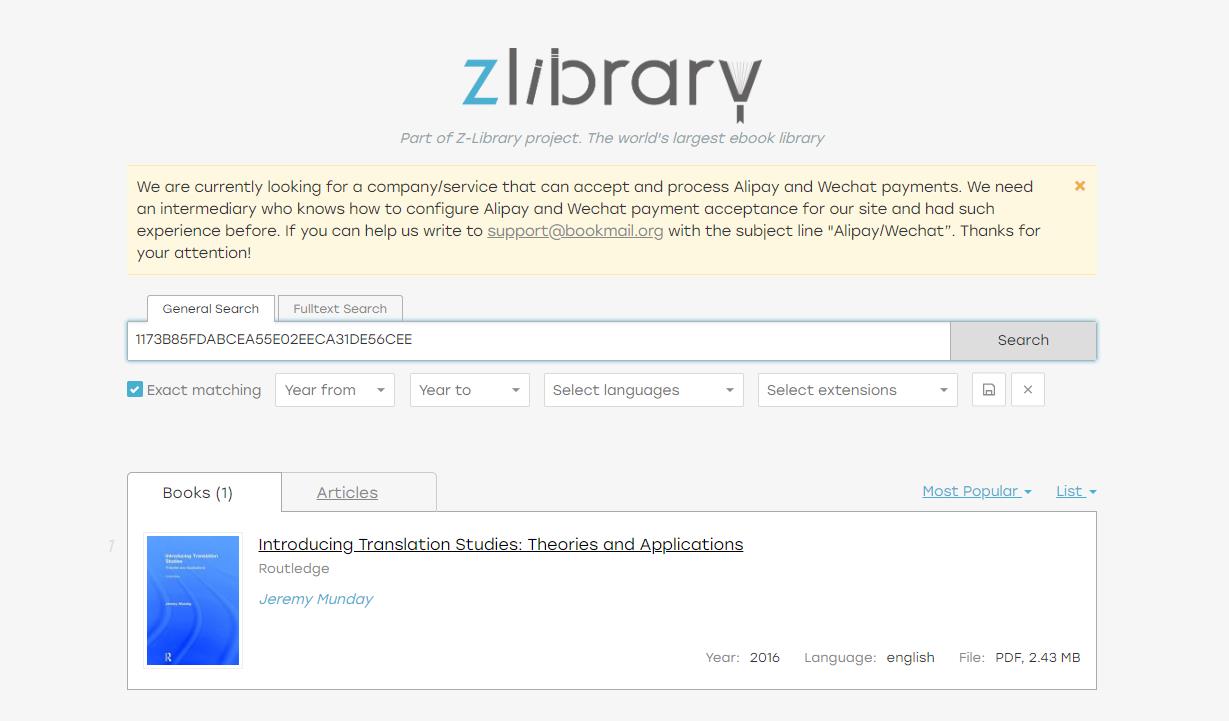 zlibrary
Part of Z-Library project. The world's largest ebook library
We are currently looking for a company/service that can accept and process Alipay and Wechat payments. We need
an intermediary who knows how to configure Alipay and Wechat payment acceptance for our site and had such
experience before. If you can help us write to support@bookmail.org with the subject line "Alipay/Wechat”. Thanks for
your attention!
General Search
Fulltext Search
1173B85FDABCEA55E02EECA31DE56CEE
Search
Exact matching
Year from
Year to
Select languages
Select extensions
Books (1)
Articles
Most Popular
List
1
Introducing Translation Studies: Theories and Applications
Routledge
Jeremy Munday
Year: 2016 Language: english File: PDF, 2.43 MB
Introducing Translation
Studies
Jeremy Munday
R